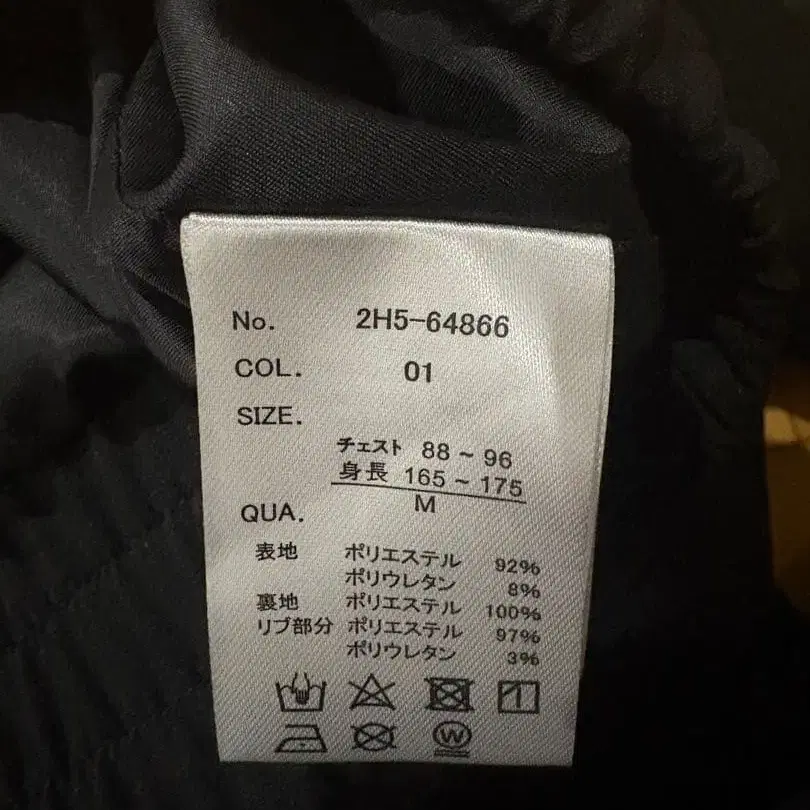 No. 2H5-64866
COL. 01
SIZE.
チェスト 88 ~ 96
身長 165 ~ 175
M
QUA.
表地 ポリエステル 92%
ポリウレタン 8%
裏地 ポリエステル 100%
リブ部分 ポリエステル 97%
ポリウレタン 3%
W